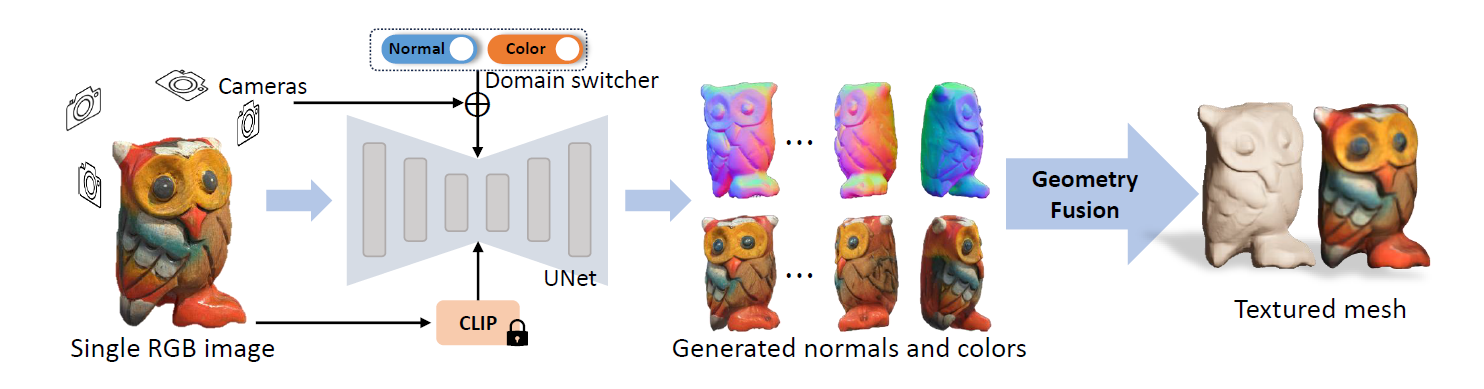 Normal
Color
Domain switcher
Cameras
UNet
CLIP
Single RGB image
...
...
Generated normals and colors
Geometry
Fusion
Textured mesh